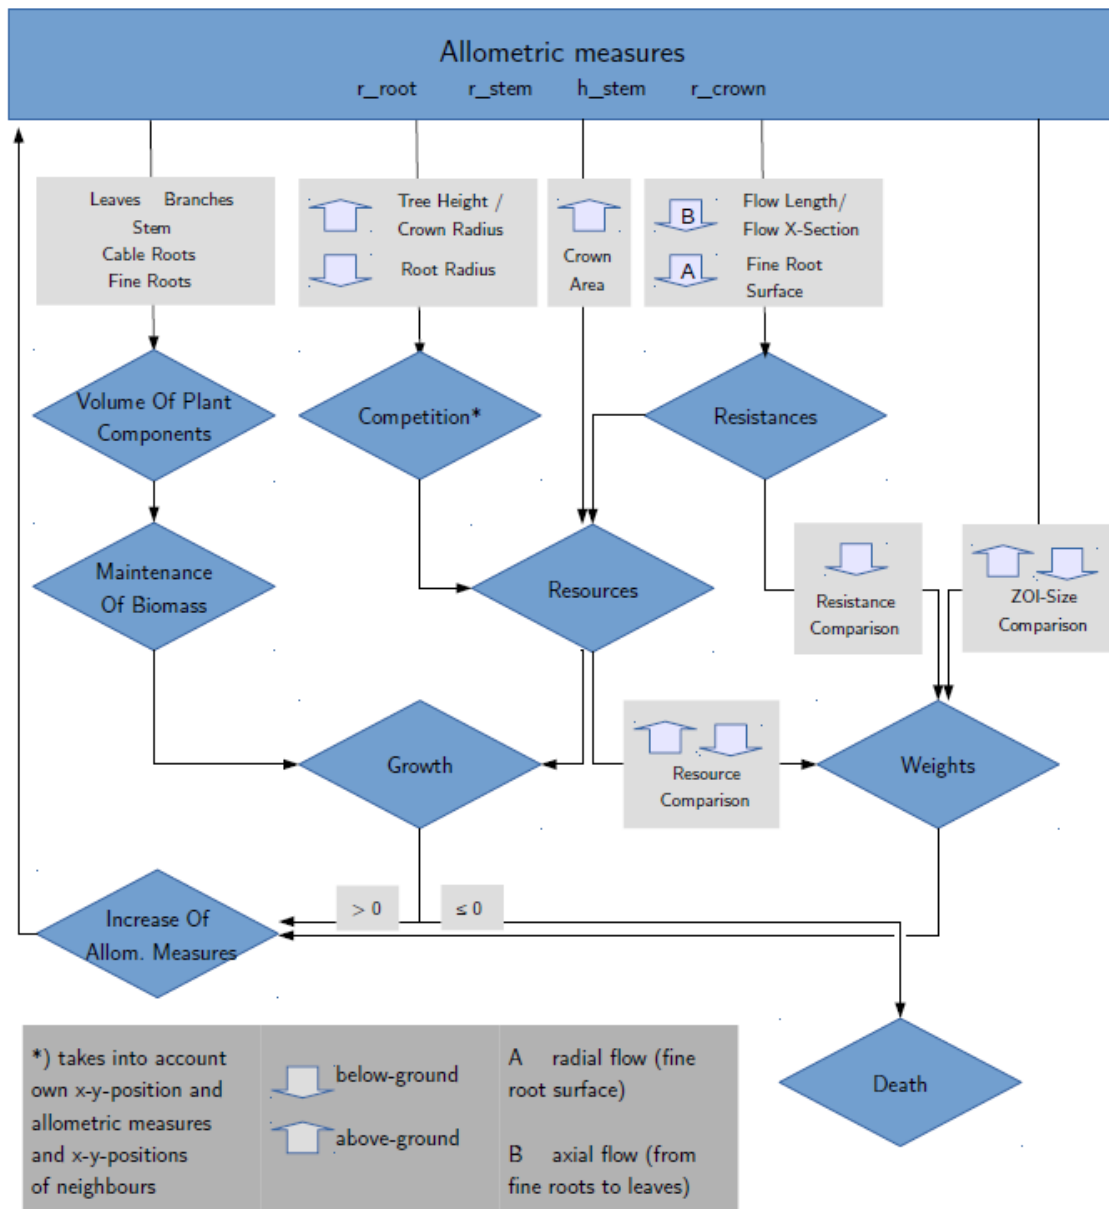 Allometric measures
r_root r_stem h_stem r_crown
Leaves Branches
Stem
Cable Roots
Fine Roots
Tree Height /
Crown Radius
Root Radius
Crown
Area
B
Flow Length/
Flow X-Section
A
Fine Root
Surface
Volume Of Plant
Components
Competition*
Resistances
Maintenance
Of Biomass
Resources
Resistance
Comparison
ZOI-Size
Comparison
Growth
Resource
Comparison
Weights
> 0
≤ 0
Increase Of
Allom. Measures
Death
*) takes into account
own x-y-position and
allometric measures
and x-y-positions
of neighbours
below-ground
above-ground
A radial flow (fine
root surface)
B axial flow (from
fine roots to leaves)